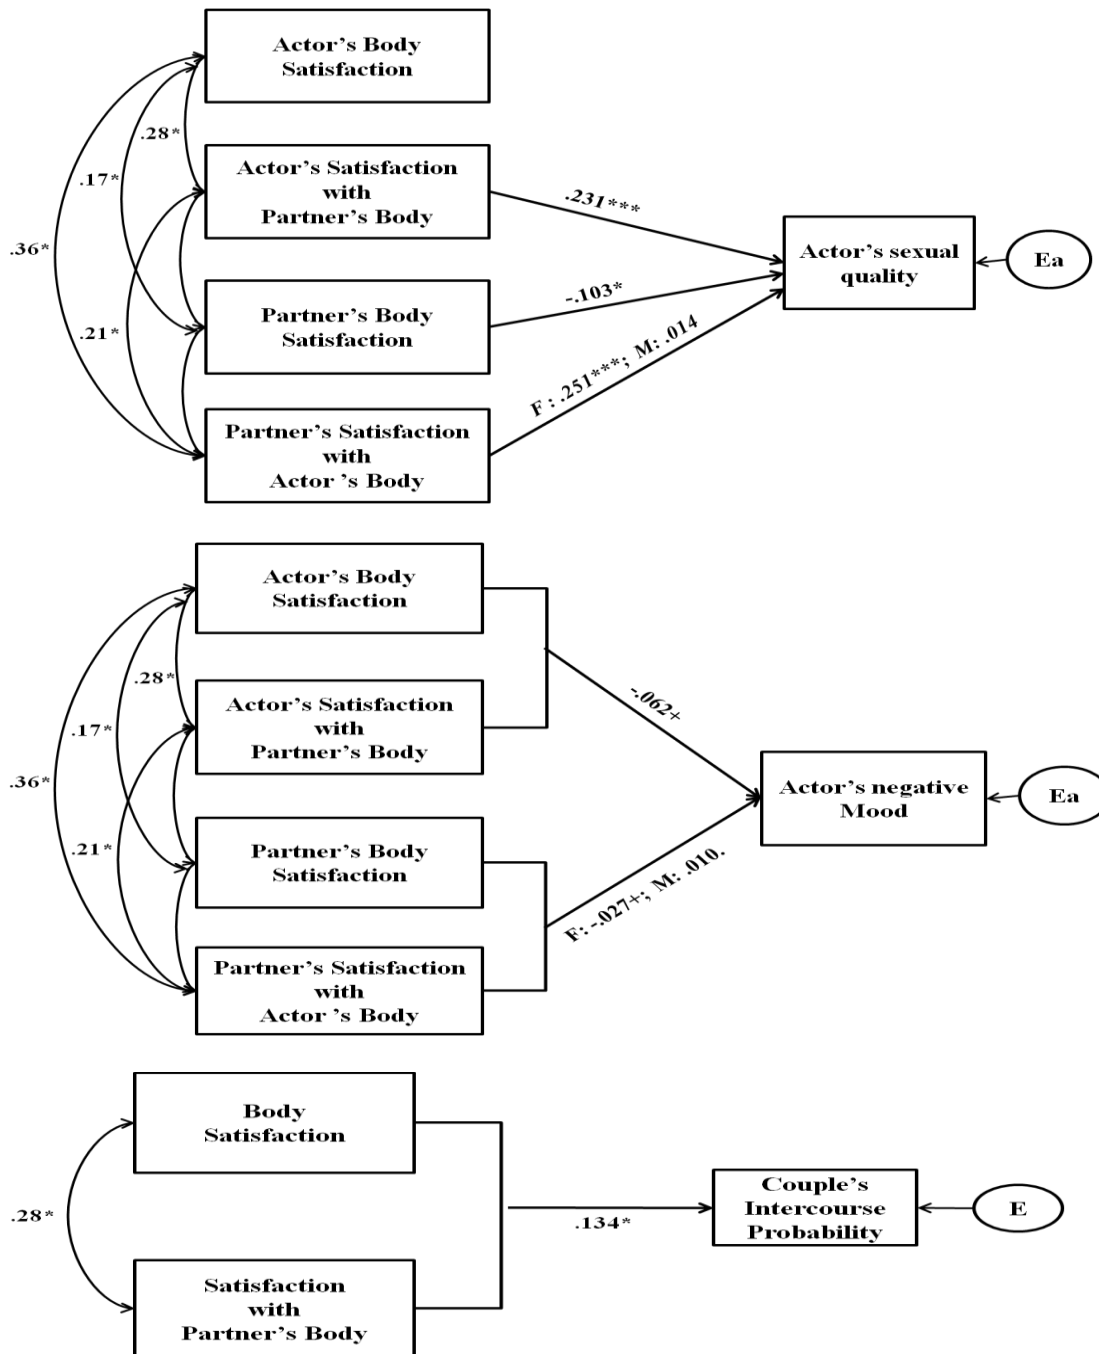 Actor's Body
Satisfaction
.28*
Actor's Satisfaction
with
Partner's Body
.17*
.231***
.36*
Actor's sexual
quality
Ea
-.103*
Partner's Body
Satisfaction
.21*
F: .251***; M: .014
Partner's Satisfaction
with
Actor 's Body
Actor's Body
Satisfaction
.28*
-.062+
Actor's Satisfaction
with
Partner's Body
.17*
.36*
Actor's negative
Mood
Ea
.21*
Partner's Body
Satisfaction
F: -.027+; M: .010.
Partner's Satisfaction
with
Actor 's Body
Body
Satisfaction
.28*
.134*
Couple's
Intercourse
Probability
E
Satisfaction
with
Partner's Body